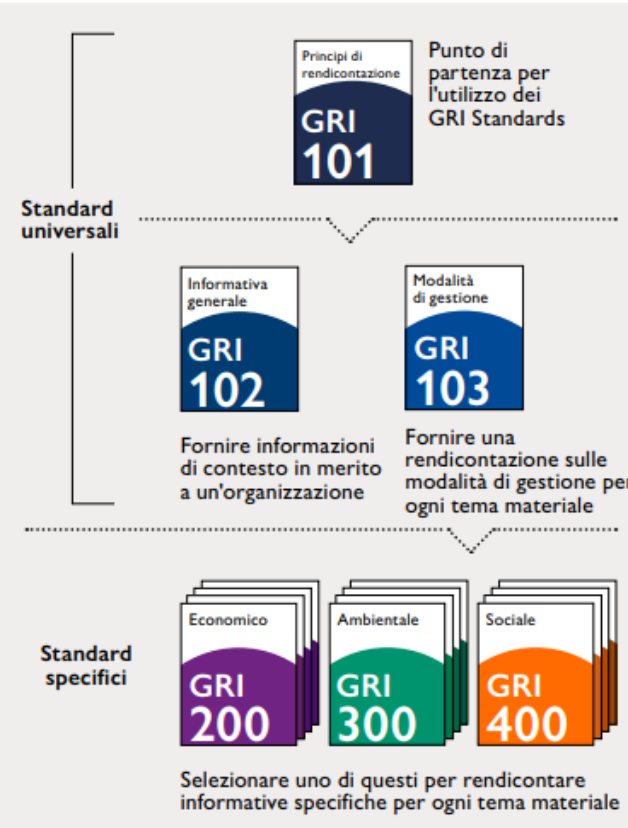 Principi di
rendicontazione
GRI
101
Punto di
partenza per
l'utilizzo dei
GRI Standards
Standard
universali
Informativa
generale
GRI
102
Fornire informazioni
di contesto in merito
a un'organizzazione
Modalità
di gestione
GRI
103
Fornire una
rendicontazione sulle
modalità di gestione per
ogni tema materiale
Standard
specifici
Economico
GRI
200
Ambientale
GRI
300
Sociale
GRI
400
Selezionare uno di questi per rendicontare
informative specifiche per ogni tema materiale